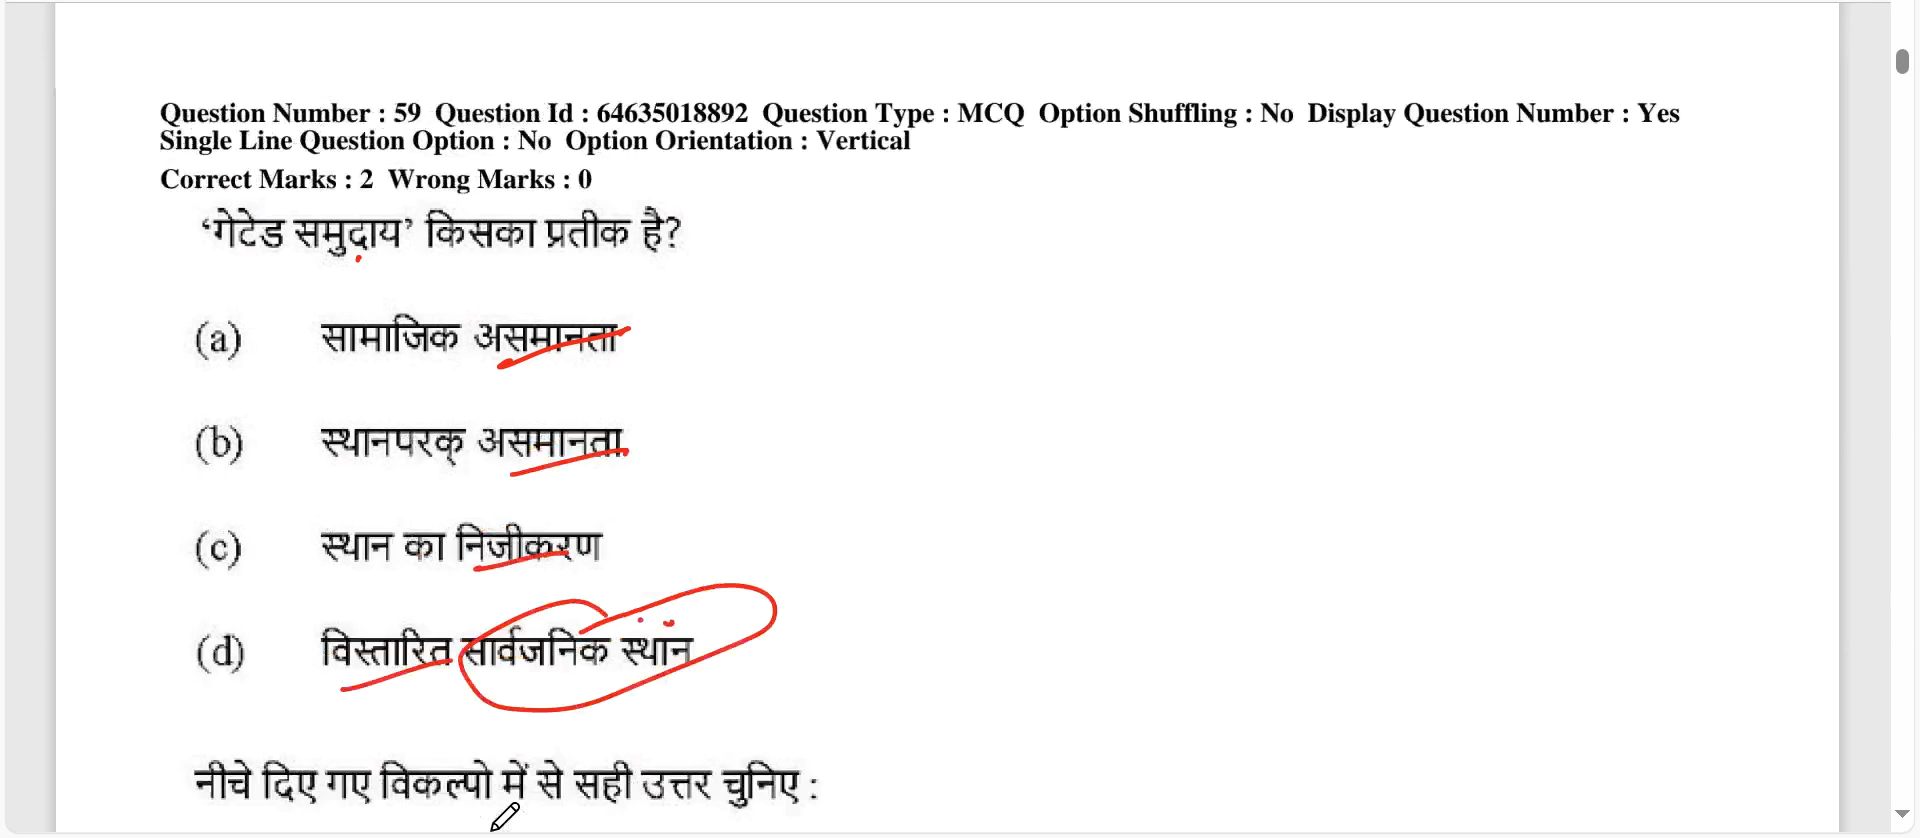 Question Number : 59 Question Id : 64635018892 Question Type : MCQ Option Shuffling : No Display Question Number : Yes
Single Line Question Option : No Option Orientation : Vertical
Correct Marks : 2 Wrong Marks : 0
‘गेटेड समुदाय’ किसका प्रतीक है?
(a) सामाजिक असमानता
(b) स्थानपरक् असमानता
(c) स्थान का निजीकरण
(d) विस्तारित सार्वजनिक स्थान
नीचे दिए गए विकल्पो में से सही उत्तर चुनिए :